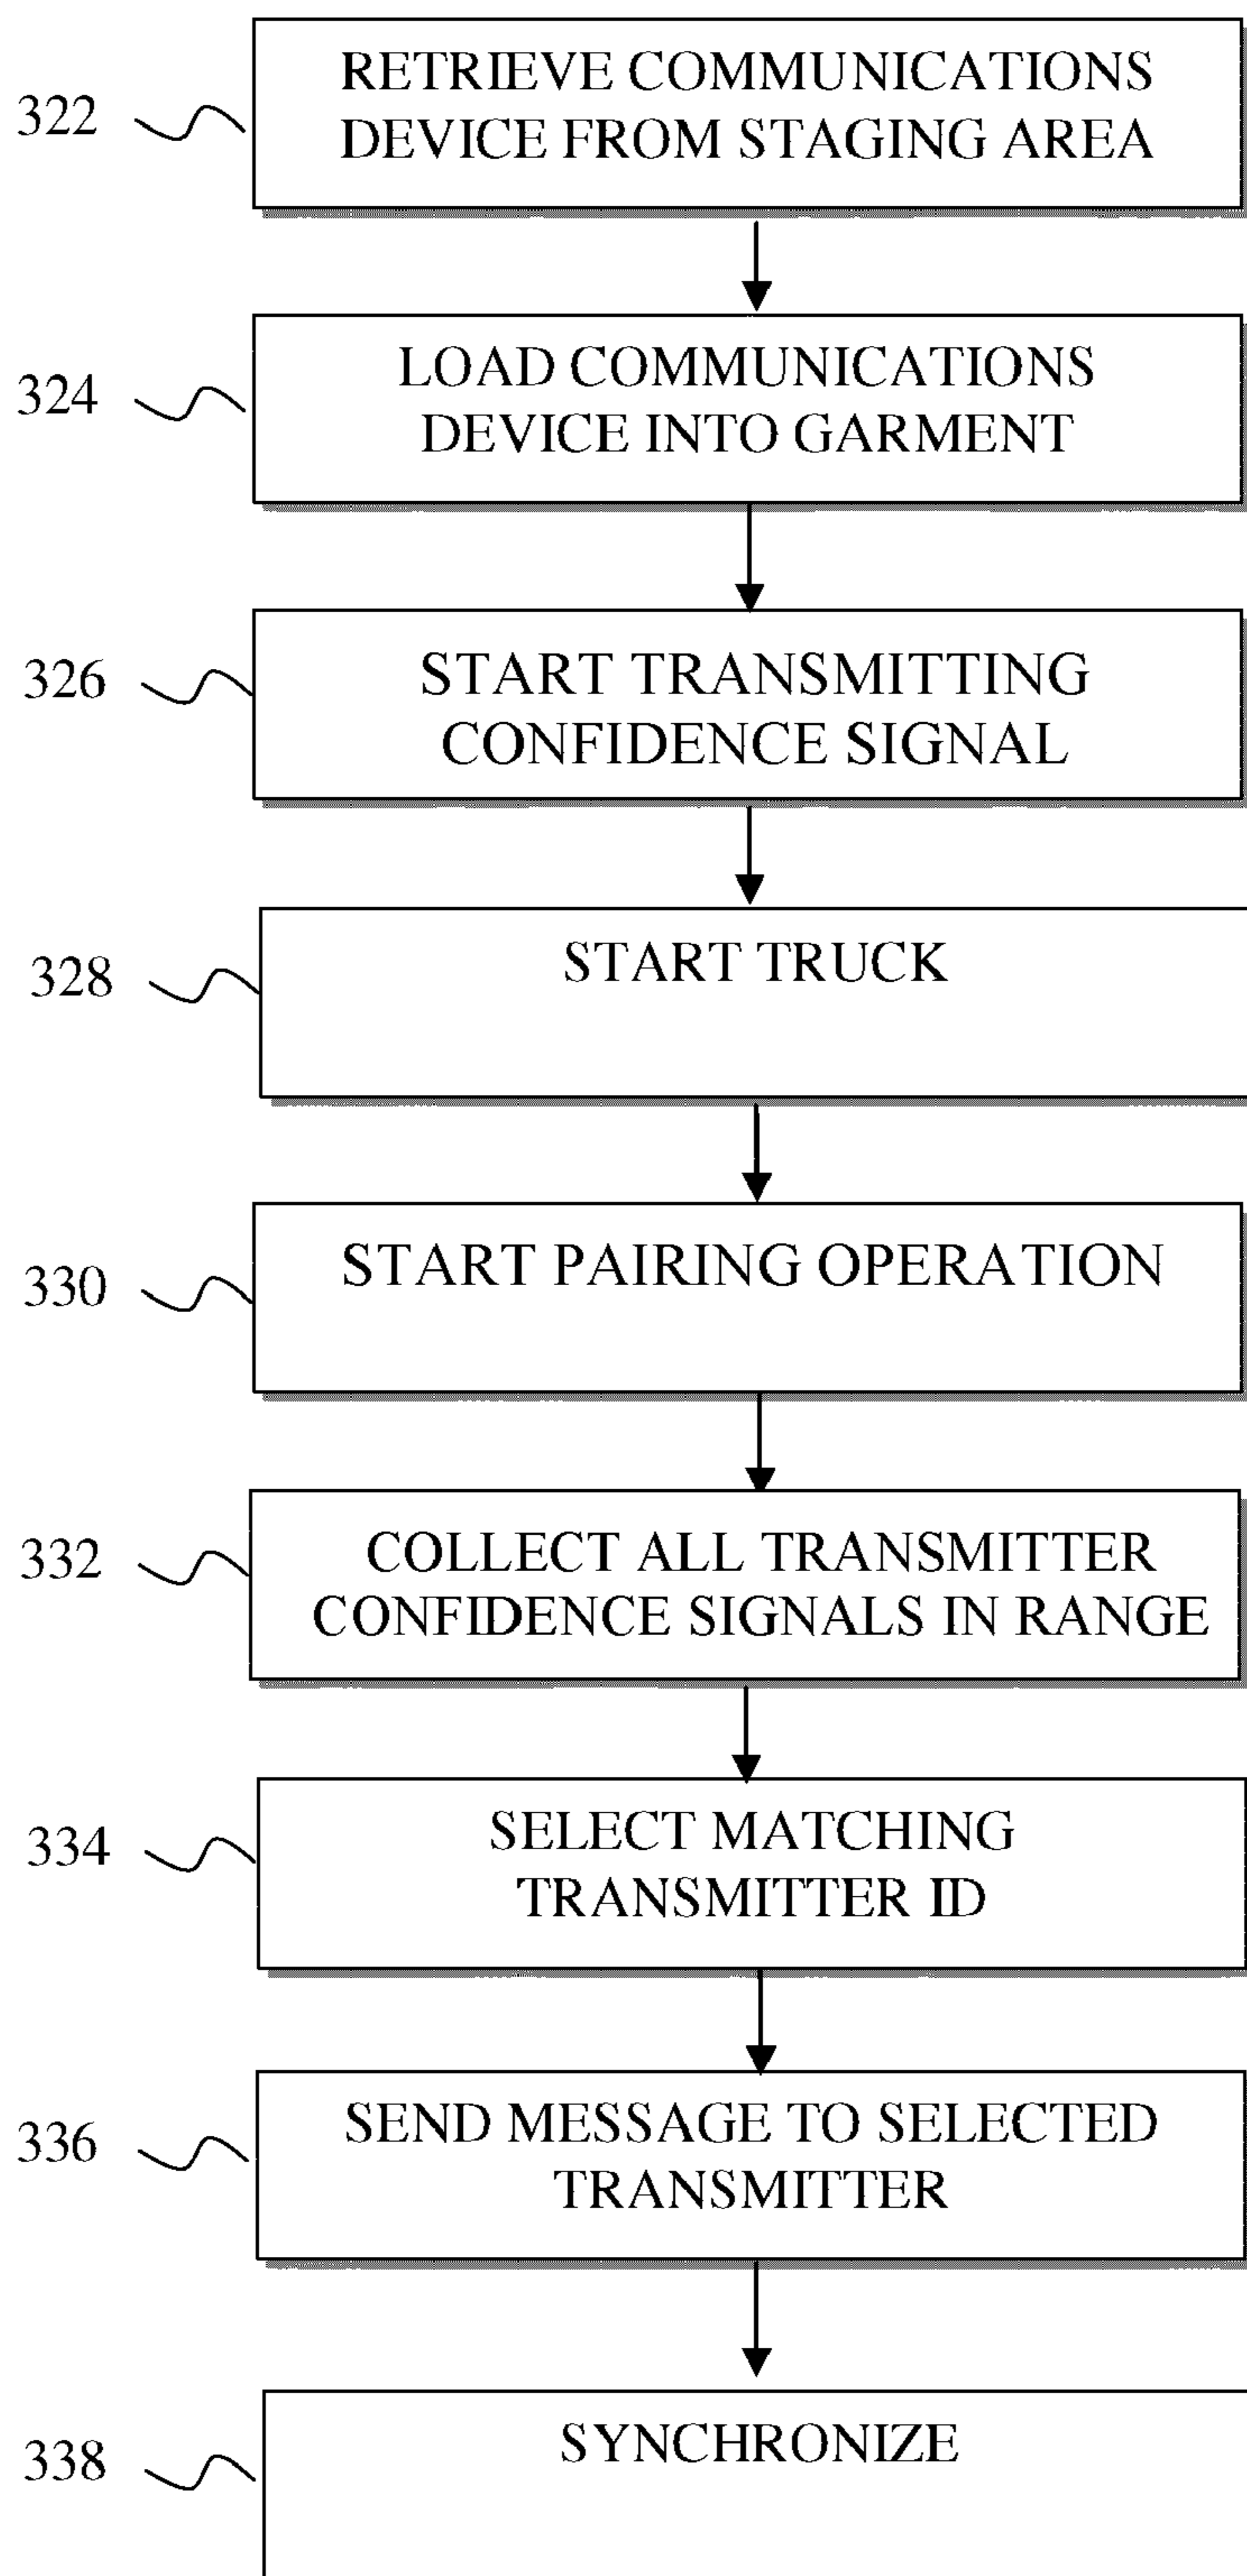 322
RETRIEVE COMMUNICATIONS
DEVICE FROM STAGING AREA
324
LOAD COMMUNICATIONS
DEVICE INTO GARMENT
326
START TRANSMITTING
CONFIDENCE SIGNAL
328
START TRUCK
330
START PAIRING OPERATION
332
COLLECT ALL TRANSMITTER
CONFIDENCE SIGNALS IN RANGE
334
SELECT MATCHING
TRANSMITTER ID
336
SEND MESSAGE TO SELECTED
TRANSMITTER
338
SYNCHRONIZE